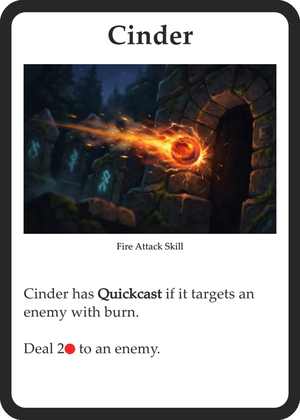 Cinder
Fire Attack Skill
Cinder has Quickcast if it targets an
enemy with burn.
Deal 2🔴 to an enemy.